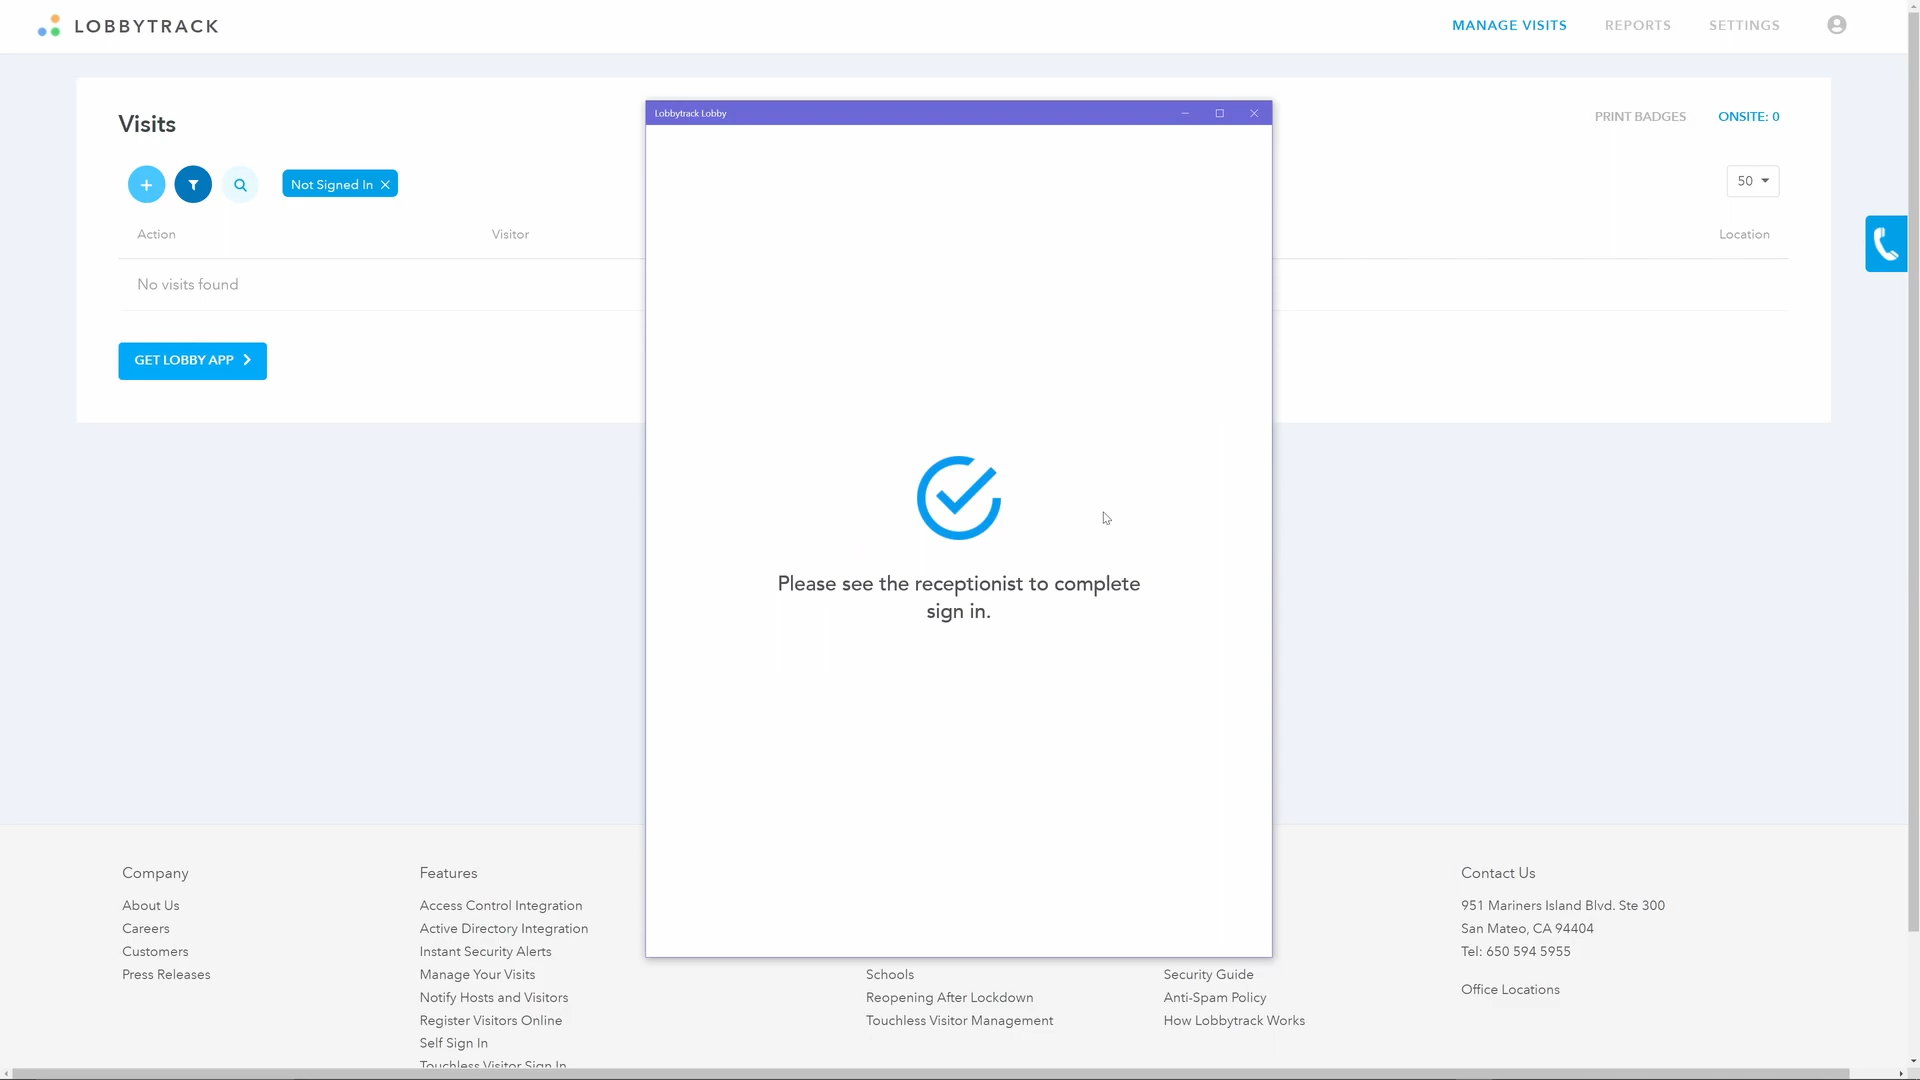 LOBBYTRACK
MANAGE VISITS
REPORTS
SETTINGS
Visits
PRINT BADGES
ONSITE: 0
Not Signed In
50
Action
Visitor
Location
No visits found
GET LOBBY APP
Lobbytrack Lobby
Please see the receptionist to complete
sign in.
Company
About Us
Careers
Customers
Press Releases
Features
Access Control Integration
Active Directory Integration
Instant Security Alerts
Manage Your Visits
Notify Hosts and Visitors
Register Visitors Online
Self Sign In
Touchless Visitor Sign In
Schools
Reopening After Lockdown
Touchless Visitor Management
Security Guide
Anti-Spam Policy
How Lobbytrack Works
Contact Us
951 Mariners Island Blvd. Ste 300
San Mateo, CA 94404
Tel: 650 594 5955
Office Locations